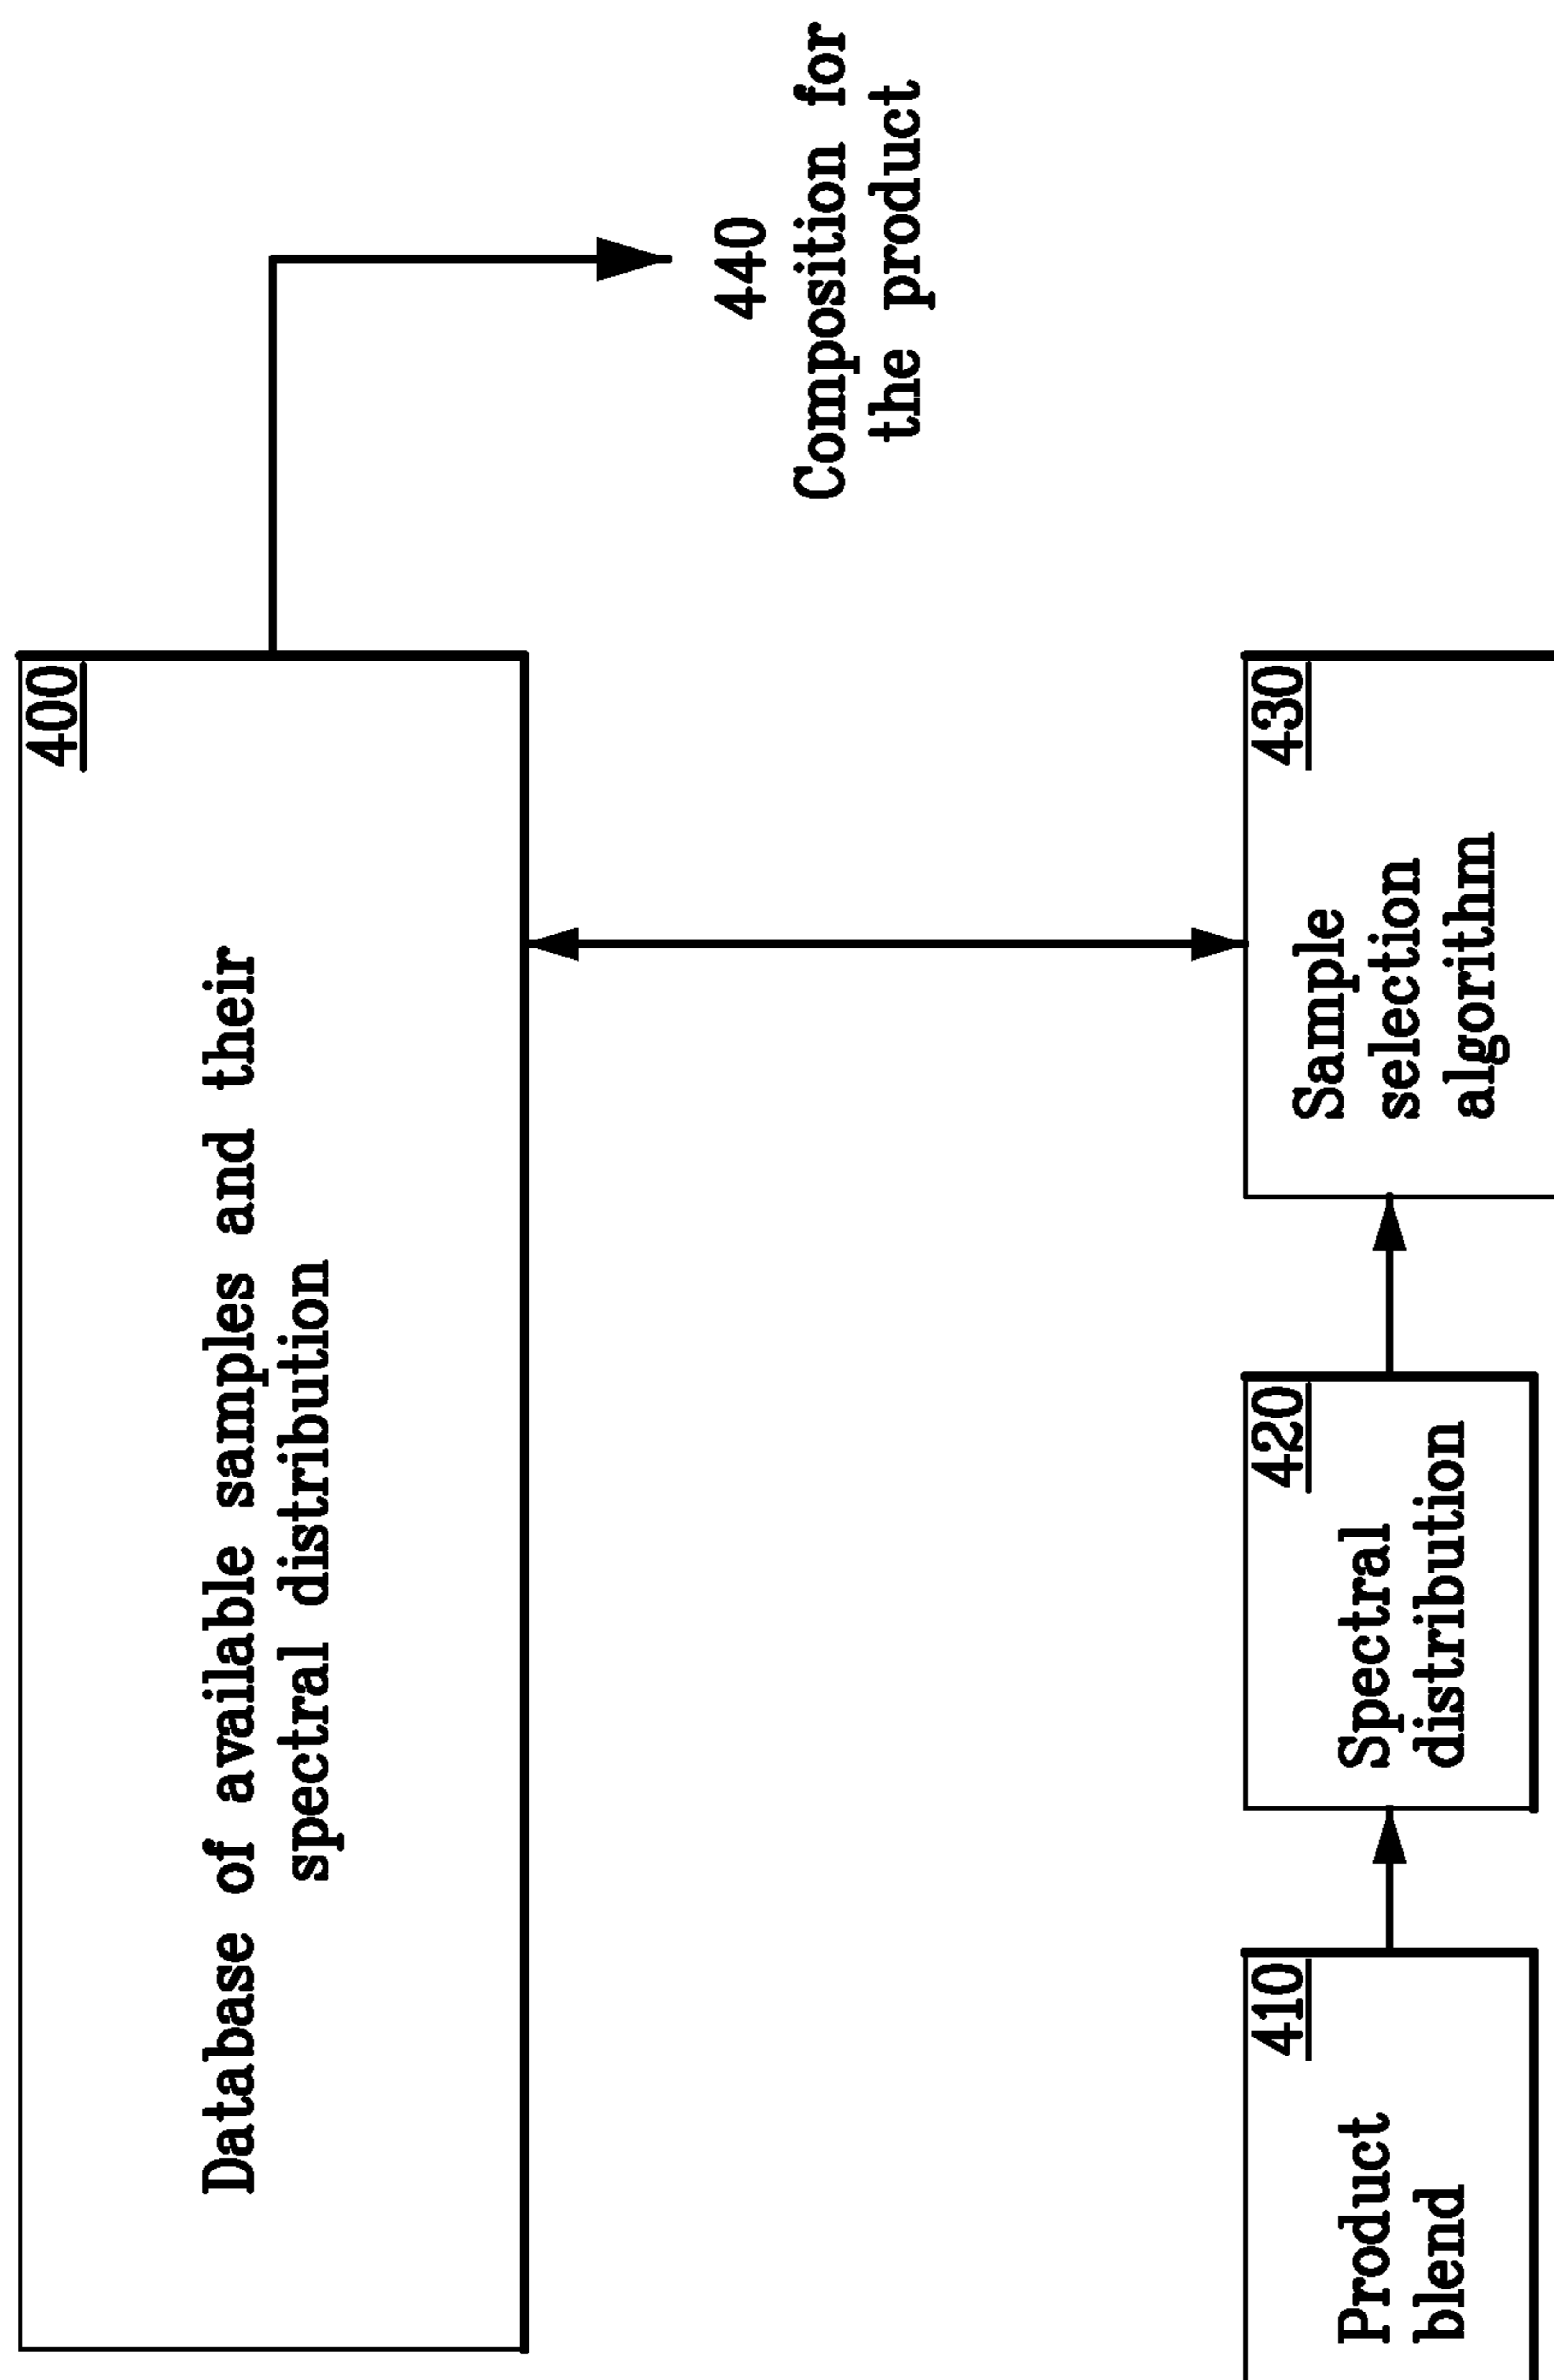 400
Database of available samples and their
spectral distribution
440
Composition for
the product
410
Product
blend
420
Spectral
distribution
430
Sample
selection
algorithm